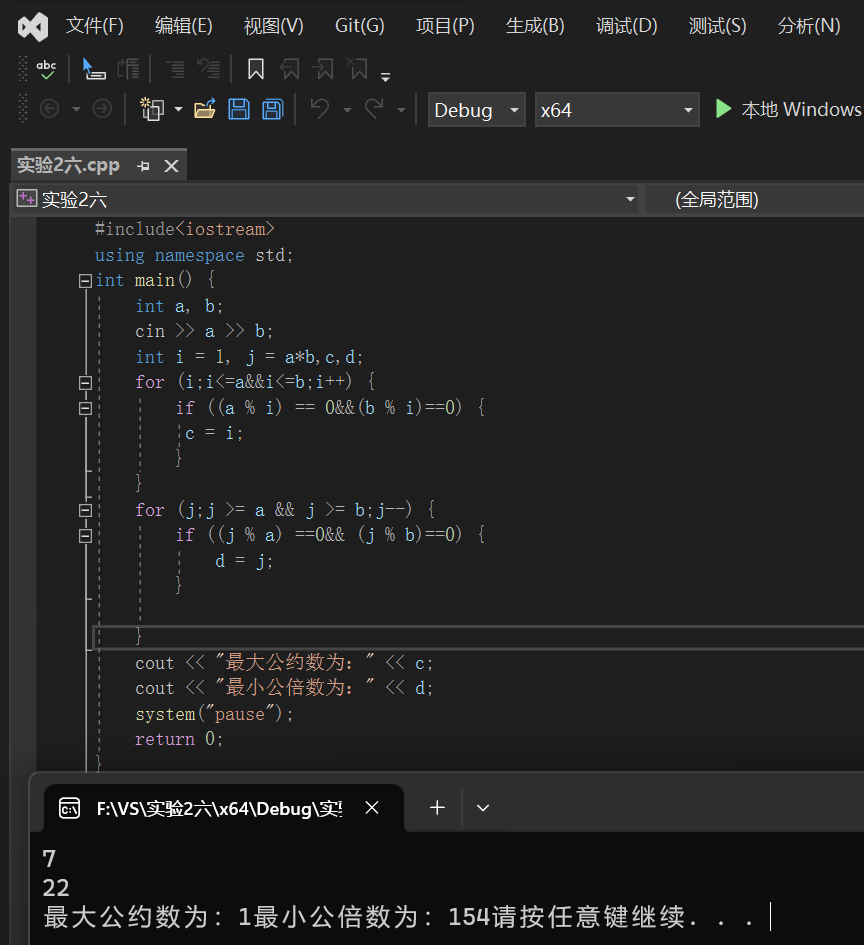 文件(F) 编辑(E) 视图(V) Git(G) 项目(P) 生成(B) 调试(D) 测试(S) 分析(N)
abc
Debug x64 本地 Windows
实验2六.cpp
实验2六 (全局范围)
#include<iostream>
using namespace std;
int main() {
int a, b;
cin >> a >> b;
int i = 1, j = a*b,c,d;
for (i;i<=a&&i<=b;i++) {
if ((a % i) == 0&&(b % i)==0) {
c = i;
}
}
for (j;j >= a && j >= b;j--) {
if ((j % a) ==0&& (j % b)==0) {
d = j;
}
}
cout << "最大公约数为：" << c;
cout << "最小公倍数为：" << d;
system("pause");
return 0;
}
F:\VS\实验2六\x64\Debug\实
7
22
最大公约数为：1最小公倍数为：154请按任意键继续. . .